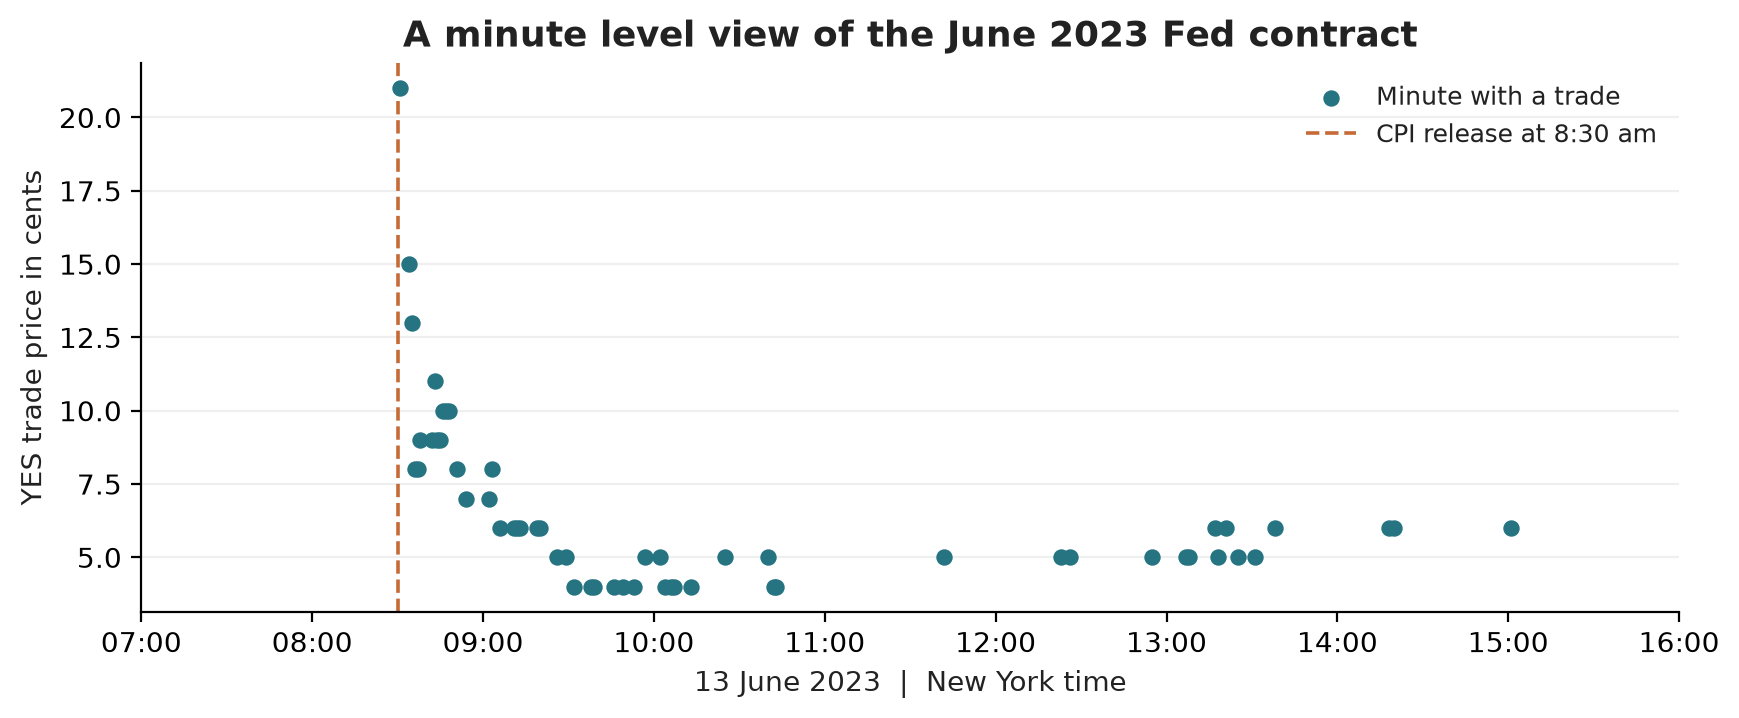 A minute level view of the June 2023 Fed contract
Minute with a trade
CPI release at 8:30 am
YES trade price in cents
20.0
17.5
15.0
12.5
10.0
7.5
5.0
07:00 08:00 09:00 10:00 11:00 12:00 13:00 14:00 15:00 16:00
13 June 2023 | New York time